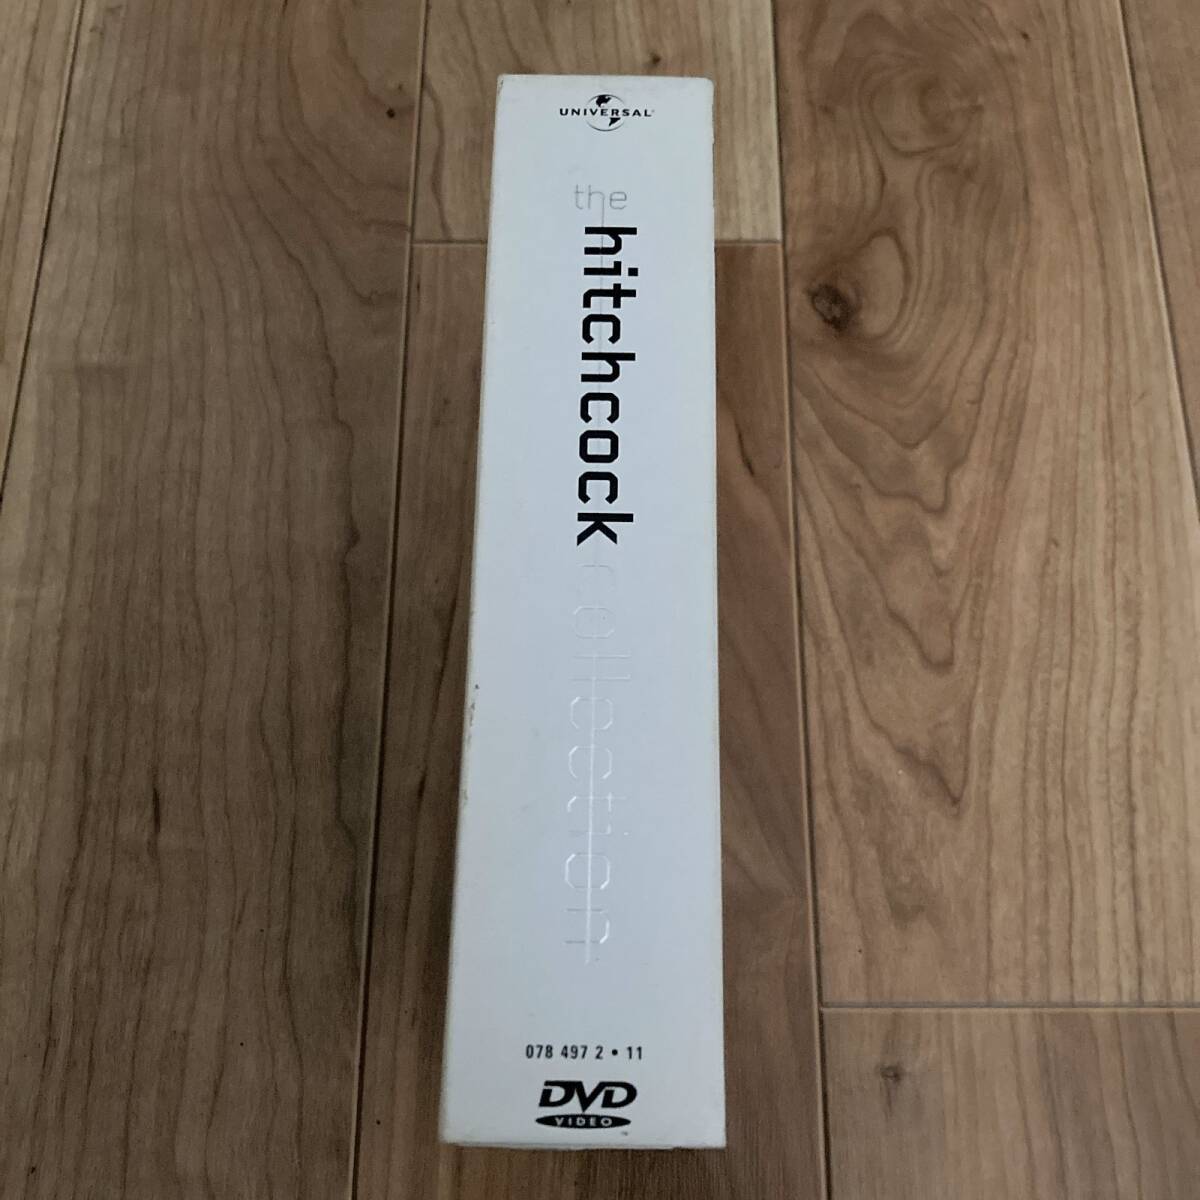 UNIVERSAL
the
hitchcock collection
078 497 2 • 11
DVD
VIDEO